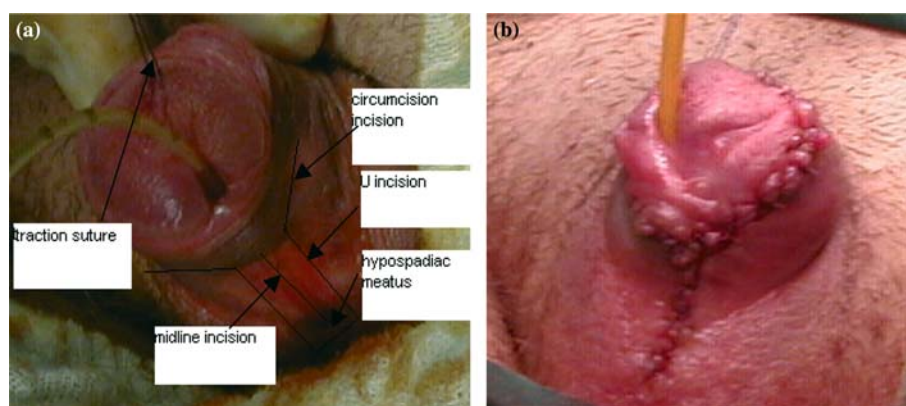 (a)
circumcision
incision
U incision
traction suture
hypospadiac
meatus
midline incision
(b)